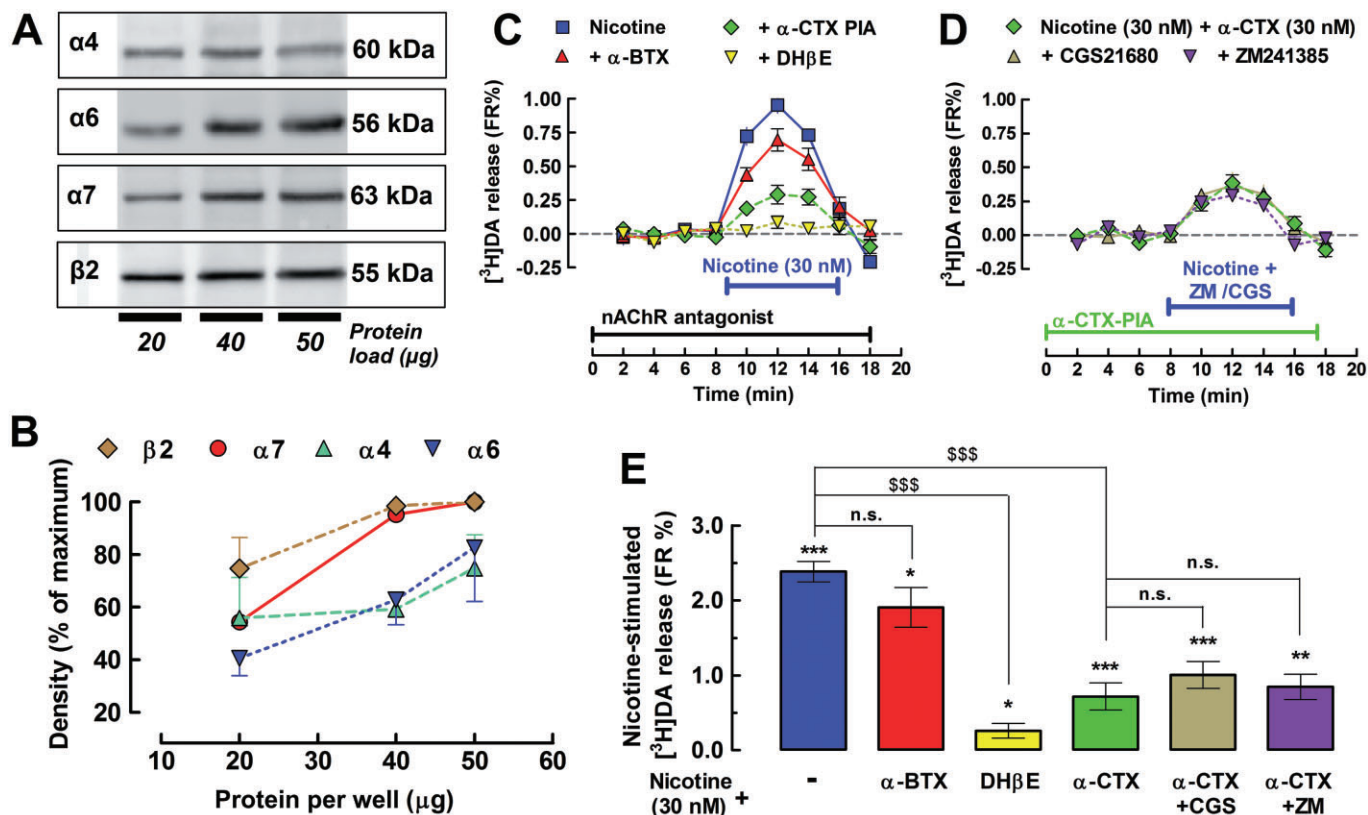 A
α4
60 kDa
α6
56 kDa
α7
63 kDa
β2
55 kDa
20 40 50 Protein
load (µg)
B
β2 α7 α4 α6
Density (% of maximum)
100
80
60
40
20
10 20 30 40 50 60
Protein per well (µg)
C
Nicotine + α-CTX PIA
+ α-BTX + DHβE
[³H]DA release (FR%)
1.00
0.75
0.50
0.25
0.00
-0.25
Nicotine (30 nM)
nAChR antagonist
0 2 4 6 8 10 12 14 16 18 20
Time (min)
D
Nicotine (30 nM) + α-CTX (30 nM)
+ CGS21680 + ZM241385
[³H]DA release (FR%)
1.00
0.75
0.50
0.25
0.00
-0.25
Nicotine +
ZM /CGS
α-CTX-PIA
0 2 4 6 8 10 12 14 16 18 20
Time (min)
E
Nicotine-stimulated
[³H]DA release (FR %)
3.0
2.0
1.0
0.0
$$$
$$$
n.s.
n.s.
n.s.
*** * * *** *** **
Nicotine
(30 nM) +
- α-BTX DHβE α-CTX α-CTX α-CTX
+CGS +ZM